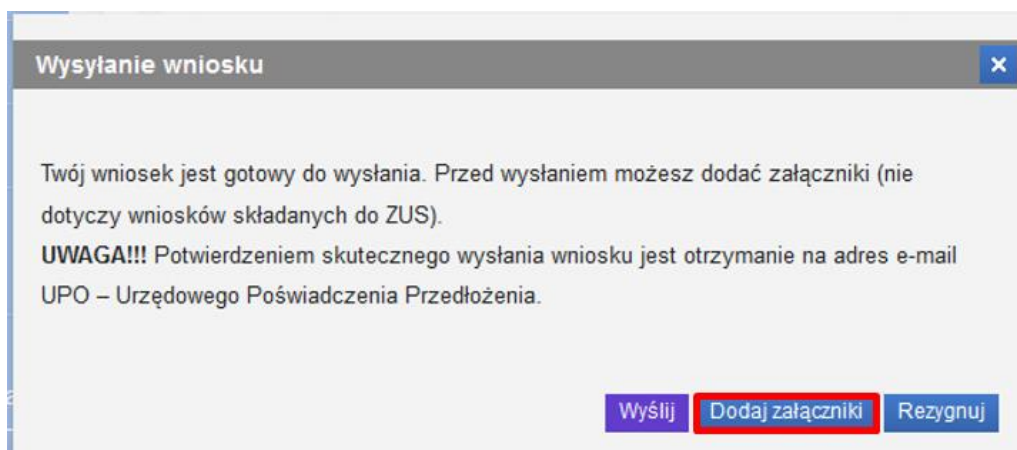 Wysyłanie wniosku
Twój wniosek jest gotowy do wysłania. Przed wysłaniem możesz dodać załączniki (nie
dotyczy wniosków składanych do ZUS).
UWAGA!!! Potwierdzeniem skutecznego wysłania wniosku jest otrzymanie na adres e-mail
UPO – Urzędowego Poświadczenia Przedłożenia.
Wyślij Dodaj załączniki Rezygnuj